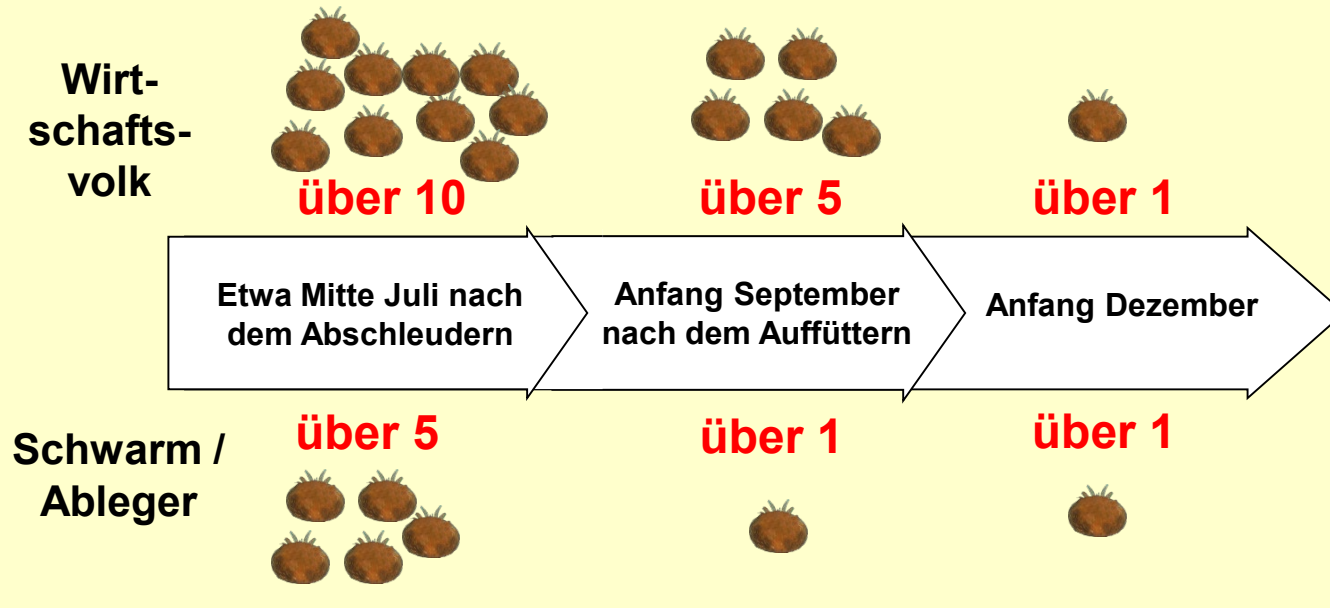 Wirt-
schafts-
volk
über 10
über 5
über 1
Etwa Mitte Juli nach
dem Abschleudern
Anfang September
nach dem Auffüttern
Anfang Dezember
Schwarm /
Ableger
über 5
über 1
über 1